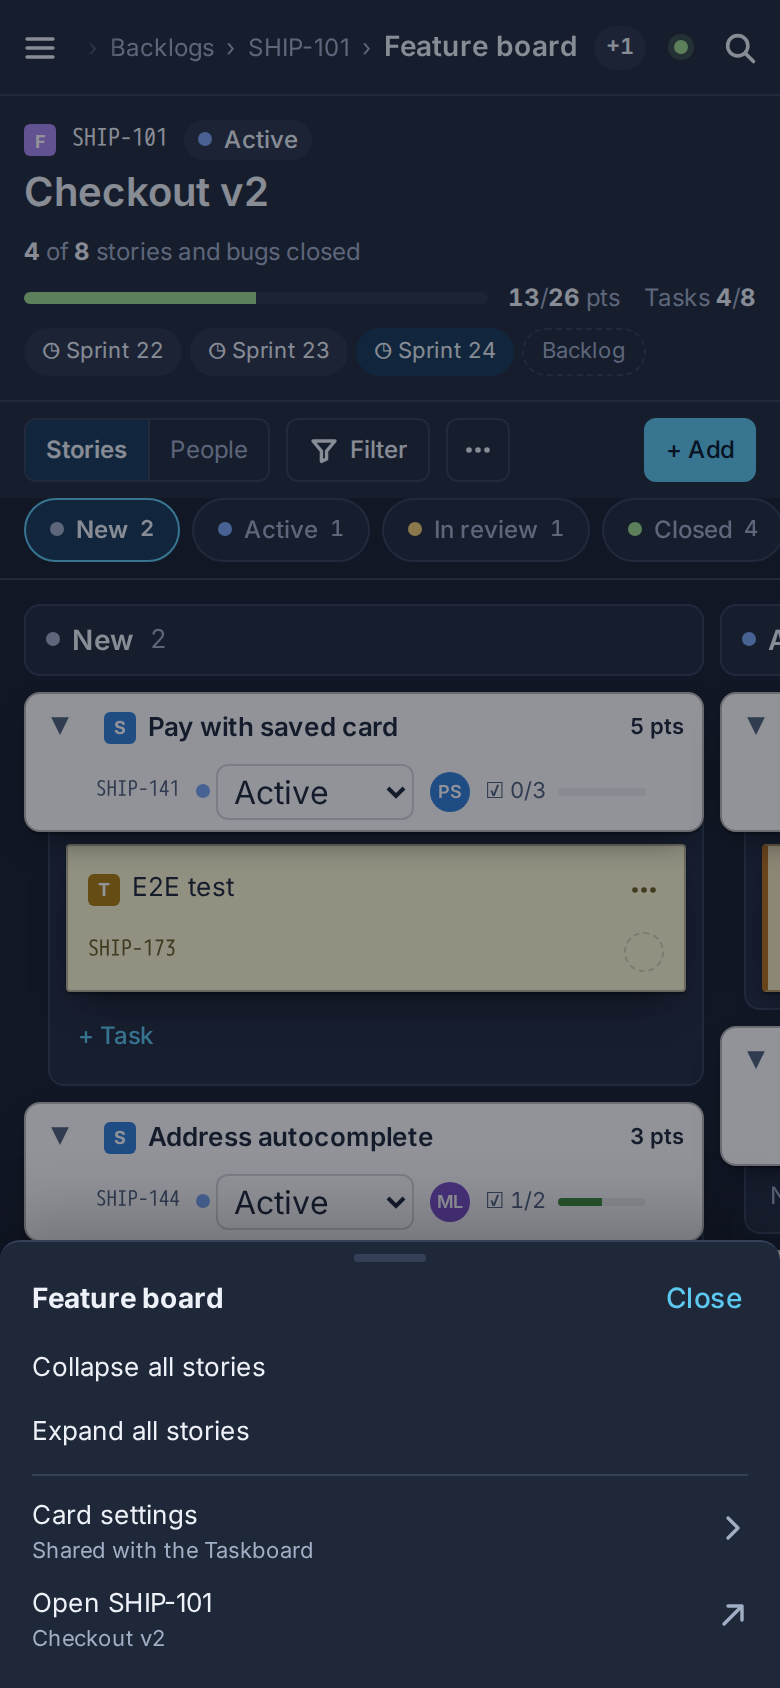 › Backlogs › SHIP-101 › Feature board +1
F SHIP-101 Active
Checkout v2
4 of 8 stories and bugs closed
13/26 pts Tasks 4/8
Sprint 22 Sprint 23 Sprint 24 Backlog
Stories People Filter ••• + Add
New 2 Active 1 In review 1 Closed 4
New 2
S Pay with saved card 5 pts
SHIP-141 Active PS ☑ 0/3
T E2E test •••
SHIP-173
+ Task
S Address autocomplete 3 pts
SHIP-144 Active ML ☑ 1/2
Feature board Close
Collapse all stories
Expand all stories
Card settings
Shared with the Taskboard
Open SHIP-101
Checkout v2